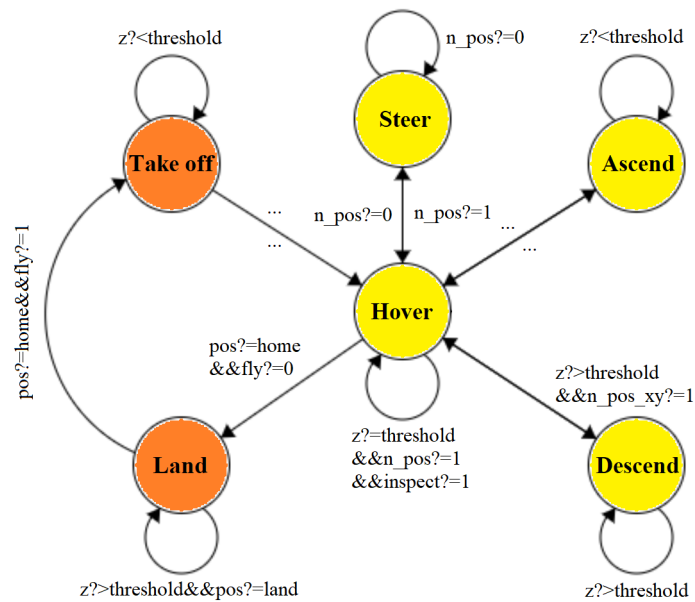 z?<threshold
n_pos?=0
z?<threshold
Steer
Take off
Ascend
...
...
n_pos?=0
n_pos?=1
...
...
pos?=home&&fly?=1
Hover
pos?=home
&&fly?=0
z?>threshold
&&n_pos_xy?=1
z?=threshold
&&n_pos?=1
&&inspect?=1
Land
Descend
z?>threshold&&pos?=land
z?>threshold